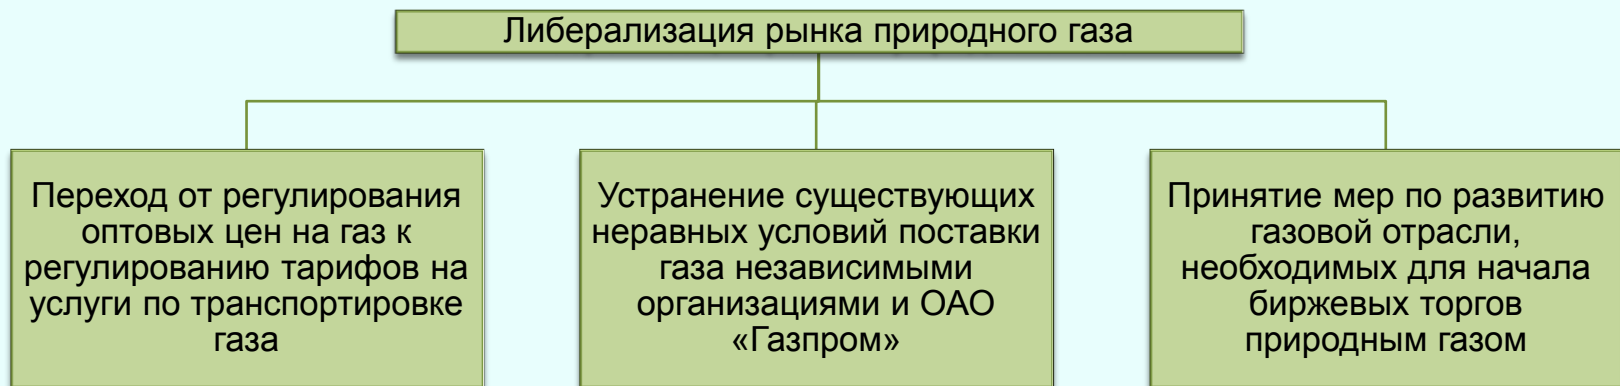 Либерализация рынка природного газа
Переход от регулирования
оптовых цен на газ к
регулированию тарифов на
услуги по транспортировке
газа
Устранение существующих
неравных условий поставки
газа независимыми
организациями и ОАО
«Газпром»
Принятие мер по развитию
газовой отрасли,
необходимых для начала
биржевых торгов
природным газом